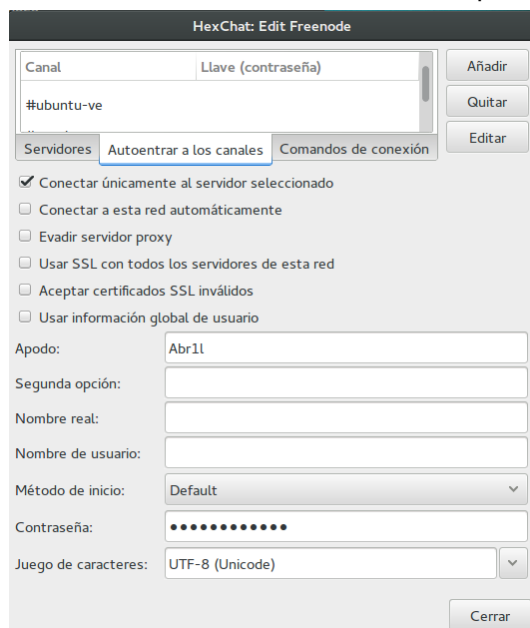 HexChat: Edit Freenode
Canal Llave (contraseña) Añadir
#ubuntu-ve Quitar
Servidores Autoentrar a los canales Comandos de conexión Editar
Conectar únicamente al servidor seleccionado
Conectar a esta red automáticamente
Evadir servidor proxy
Usar SSL con todos los servidores de esta red
Aceptar certificados SSL inválidos
Usar información global de usuario
Apodo: Abr1l
Segunda opción:
Nombre real:
Nombre de usuario:
Método de inicio: Default
Contraseña: ●●●●●●●●●●●●
Juego de caracteres: UTF-8 (Unicode)
Cerrar